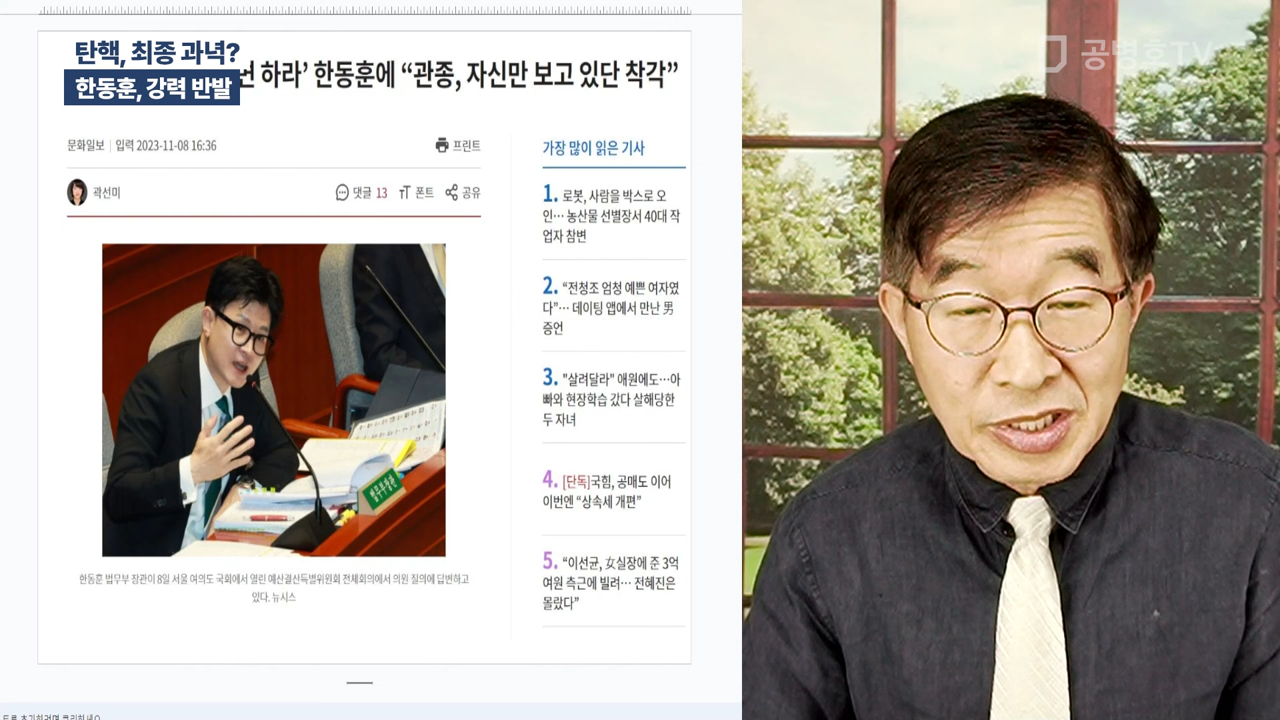 탄핵, 최종 과녁?
한동훈, 강력 반발
하라’ 한동훈에 “관종, 자신만 보고 있단 착각”
공병호TV
문화일보 | 입력 2023-11-08 16:36
프린트
곽선미
댓글 13
폰트
공유
법무부장관
한동훈 법무부 장관이 8일 서울 여의도 국회에서 열린 예산결산특별위원회 전체회의에서 의원 질의에 답변하고
있다. 뉴시스
가장 많이 읽은 기사
1. 로봇, 사람을 박스로 오
인… 농산물 선별장서 40대 작
업자 참변
2. “전청조 엄청 예쁜 여자였
다”… 데이팅 앱에서 만난 男
증언
3. "살려달라" 애원에도…아
빠와 현장학습 갔다 살해당한
두 자녀
4. [단독]국힘, 공매도 이어
이번엔 “상속세 개편”
5. “이선균, 女실장에 준 3억
여원 측근에 빌려… 전혜진은
몰랐다”